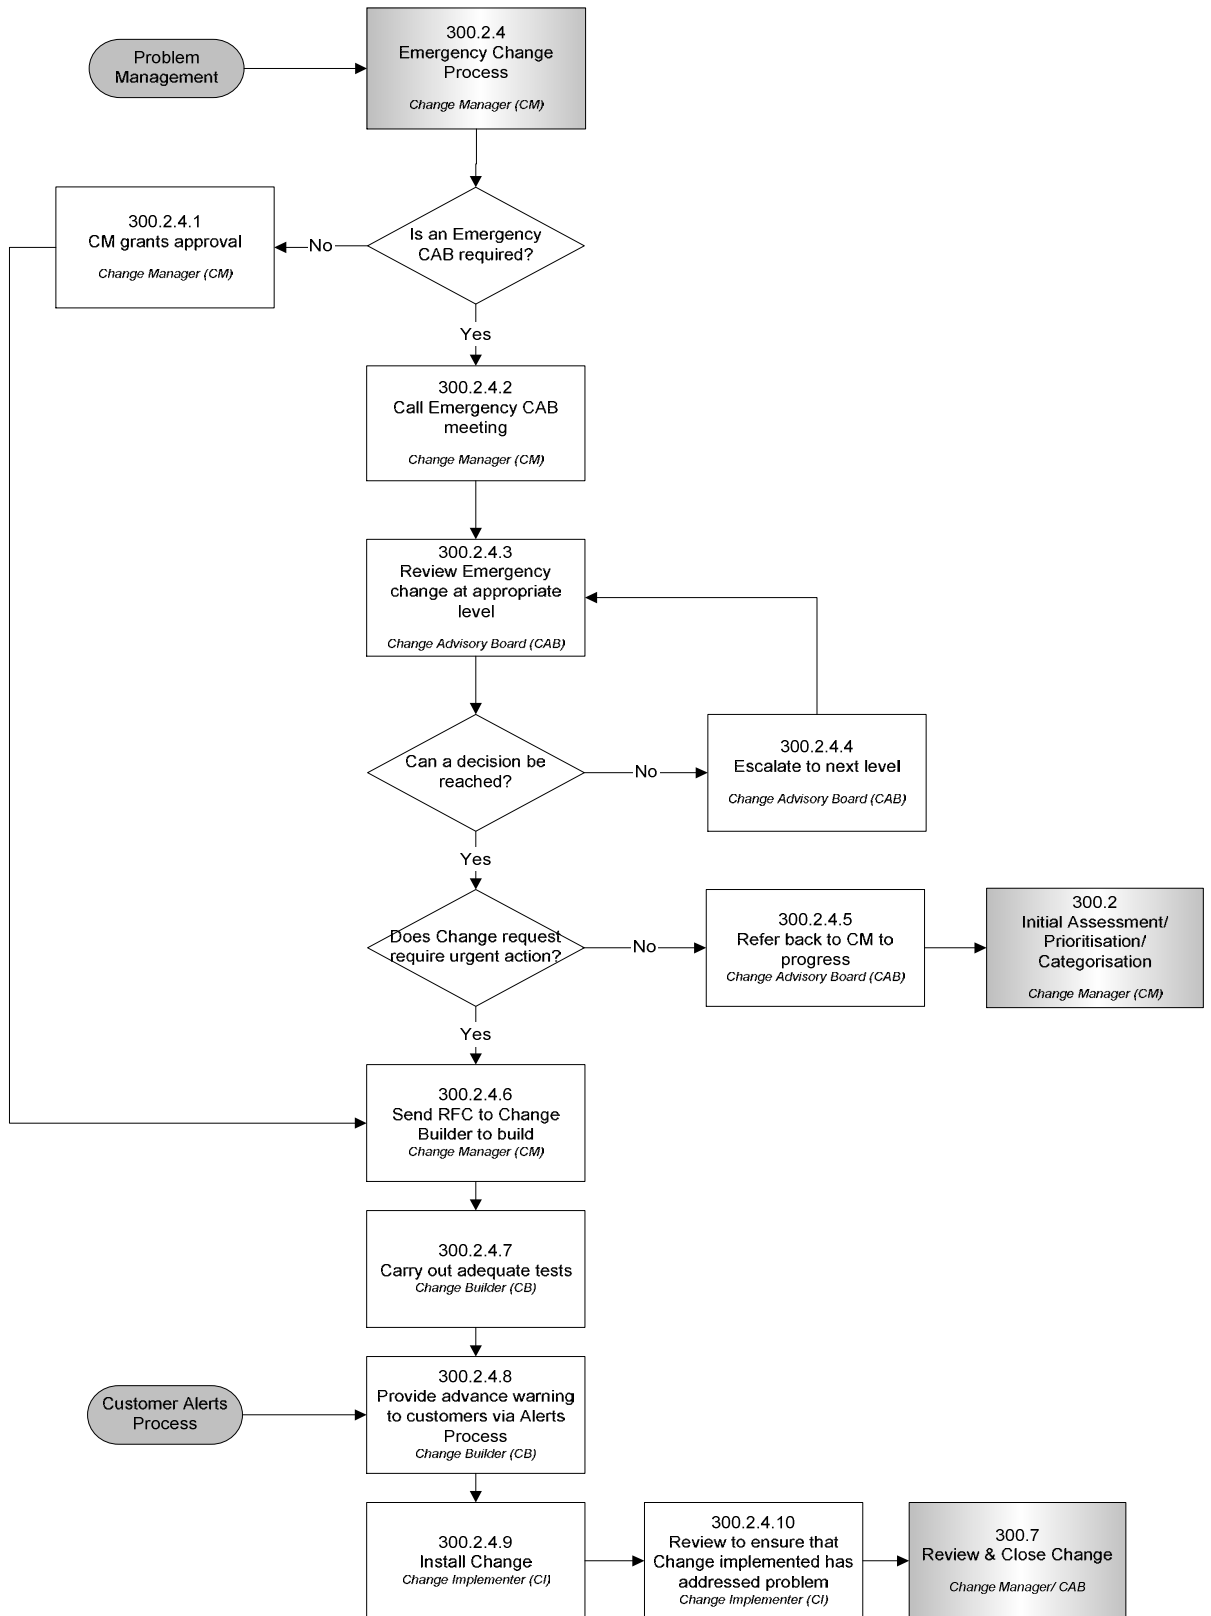 300.2.4
Emergency Change
Process
Change Manager (CM)
Problem
Management
300.2.4.1
CM grants approval
Change Manager (CM)
No
Is an Emergency
CAB required?
Yes
300.2.4.2
Call Emergency CAB
meeting
Change Manager (CM)
300.2.4.3
Review Emergency
change at appropriate
level
Change Advisory Board (CAB)
Can a decision be
reached?
No
300.2.4.4
Escalate to next level
Change Advisory Board (CAB)
Yes
Does Change request
require urgent action?
No
300.2.4.5
Refer back to CM to
progress
Change Advisory Board (CAB)
300.2
Initial Assessment/
Prioritisation/
Categorisation
Change Manager (CM)
Yes
300.2.4.6
Send RFC to Change
Builder to build
Change Manager (CM)
300.2.4.7
Carry out adequate tests
Change Builder (CB)
Customer Alerts
Process
300.2.4.8
Provide advance warning
to customers via Alerts
Process
Change Builder (CB)
300.2.4.9
Install Change
Change Implementer (CI)
300.2.4.10
Review to ensure that
Change implemented has
addressed problem
Change Implementer (CI)
300.7
Review & Close Change
Change Manager/ CAB